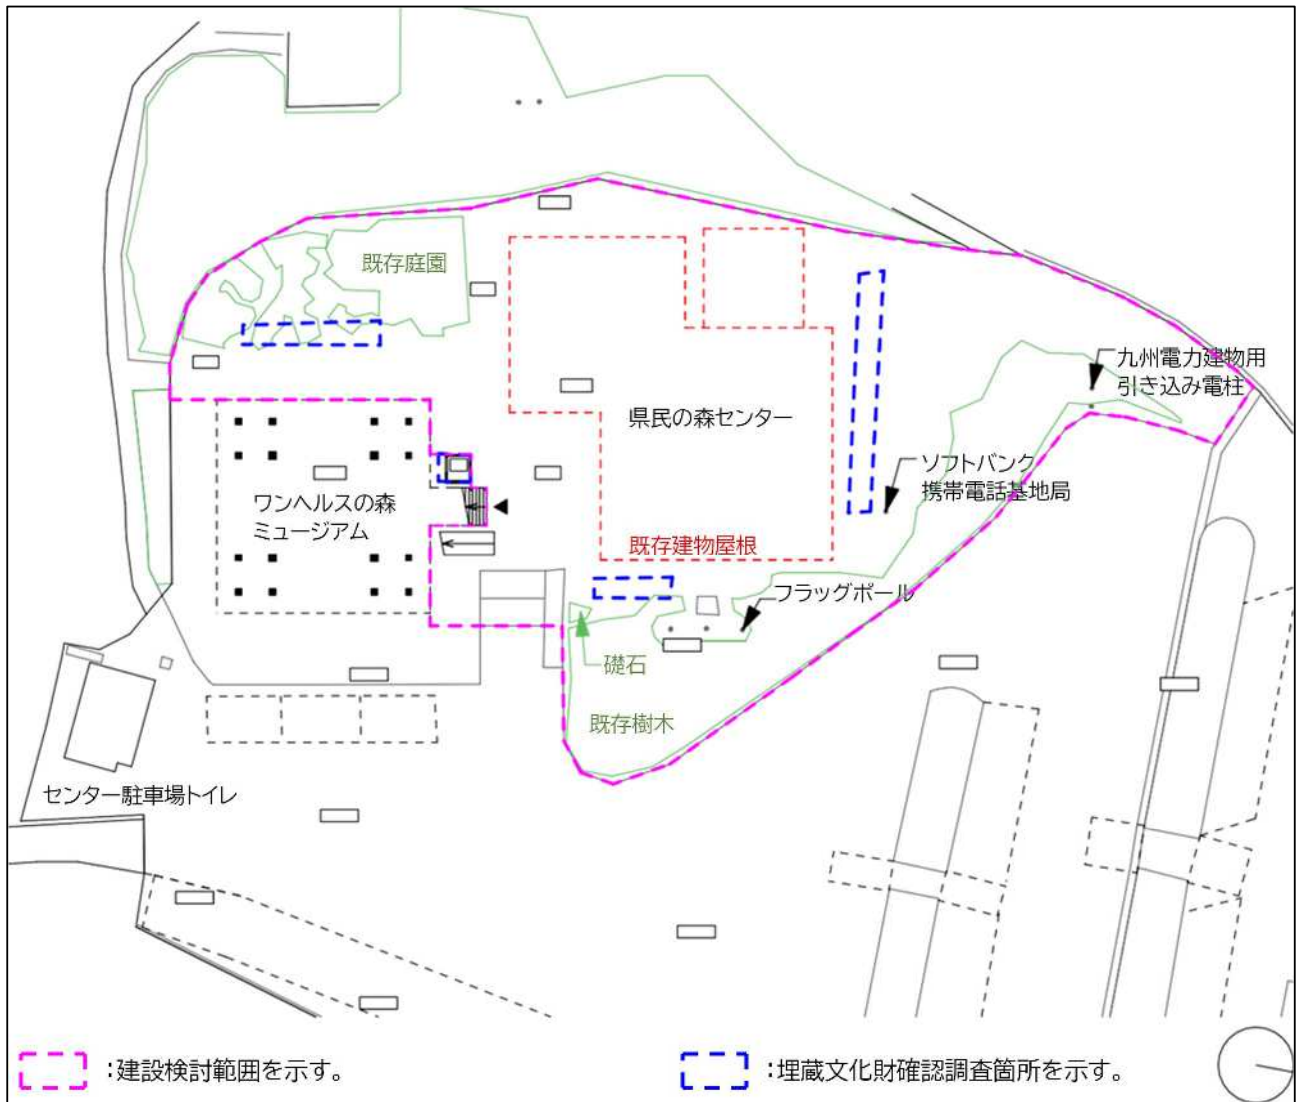 既存庭園
九州電力建物用
引き込み電柱
県民の森センター
ソフトバンク
携帯電話基地局
ワンヘルスの森
ミュージアム
既存建物屋根
フラッグポール
礎石
既存樹木
センター駐車場トイレ
:建設検討範囲を示す。
:埋蔵文化財確認調査箇所を示す。